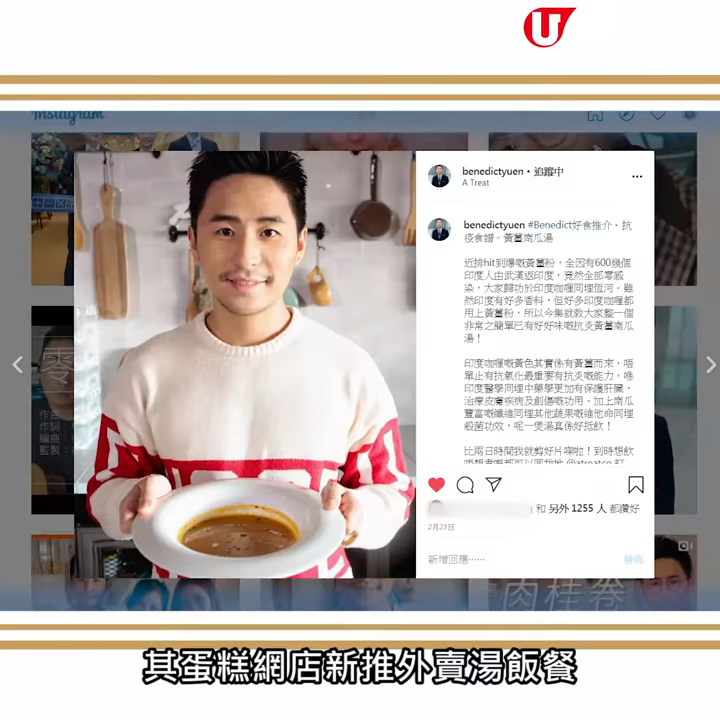 U
Instagram
benedictyuen • 追蹤中
A Treat
benedictyuen #Benedict好食推介 - 抗
疫食譜 - 黃薑南瓜湯
近排hit到爆嘅黃薑粉，全因有600幾個
印度人由武漢返印度，竟然全部零感
染，大家歸功於印度咖喱同埋恆河。雖
然印度有好多香料，但好多印度咖喱都
用上黃薑粉，所以今集就教大家整一個
非常之簡單已有好好味嘅抗炎黃薑南瓜
湯！
印度咖喱嘅黃色其實係有黃薑而來，唔
單止有抗氧化最重要有抗炎嘅能力，喺
印度醫學同埋中藥學更加有保護肝臟、
治療皮膚疾病及創傷嘅功用。加上南瓜
豐富嘅纖維同埋其他蔬果嘅維他命同埋
殺菌功效，呢一煲湯真係好抵飲！
比兩日時間我就剪好片㗎啦！到時想飲
和 另外 1255 人 都讚好
2月23日
新增回應⋯⋯
發佈
零
肉桂卷
其蛋糕網店新推外賣湯飯餐